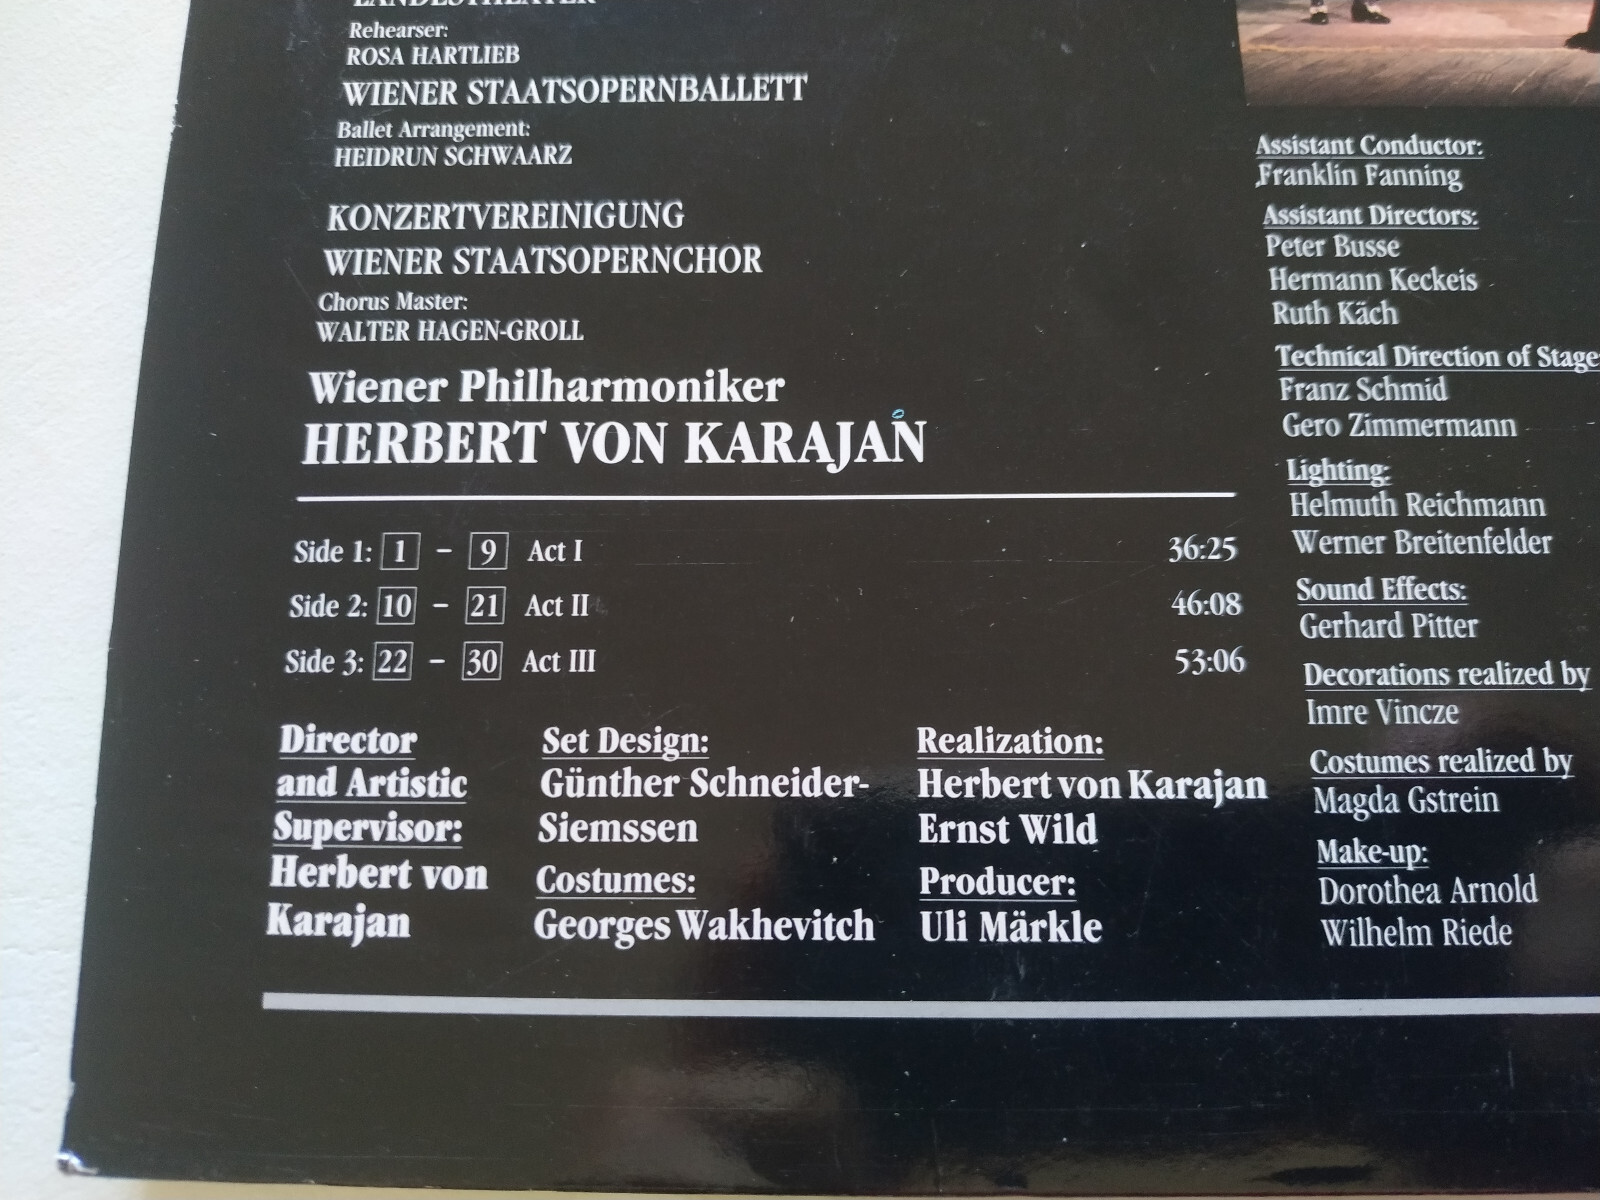 LANDESTHEATER
Rehearser:
ROSA HARTLIEB
WIENER STAATSOPERNBALLETT
Ballet Arrangement:
HEIDRUN SCHWAARZ
KONZERTVEREINIGUNG
WIENER STAATSOPERNCHOR
Chorus Master:
WALTER HAGEN-GROLL
Wiener Philharmoniker
HERBERT VON KARAJAN
Side 1: 1 – 9 Act I 36:25
Side 2: 10 – 21 Act II 46:08
Side 3: 22 – 30 Act III 53:06
Director
and Artistic
Supervisor:
Herbert von
Karajan
Set Design:
Günther Schneider-
Siemssen
Costumes:
Georges Wakhevitch
Realization:
Herbert von Karajan
Ernst Wild
Producer:
Uli Märkle
Assistant Conductor:
Franklin Fanning
Assistant Directors:
Peter Busse
Hermann Keckeis
Ruth Käch
Technical Direction of Stage:
Franz Schmid
Gero Zimmermann
Lighting:
Helmuth Reichmann
Werner Breitenfelder
Sound Effects:
Gerhard Pitter
Decorations realized by
Imre Vincze
Costumes realized by
Magda Gstrein
Make-up:
Dorothea Arnold
Wilhelm Riede